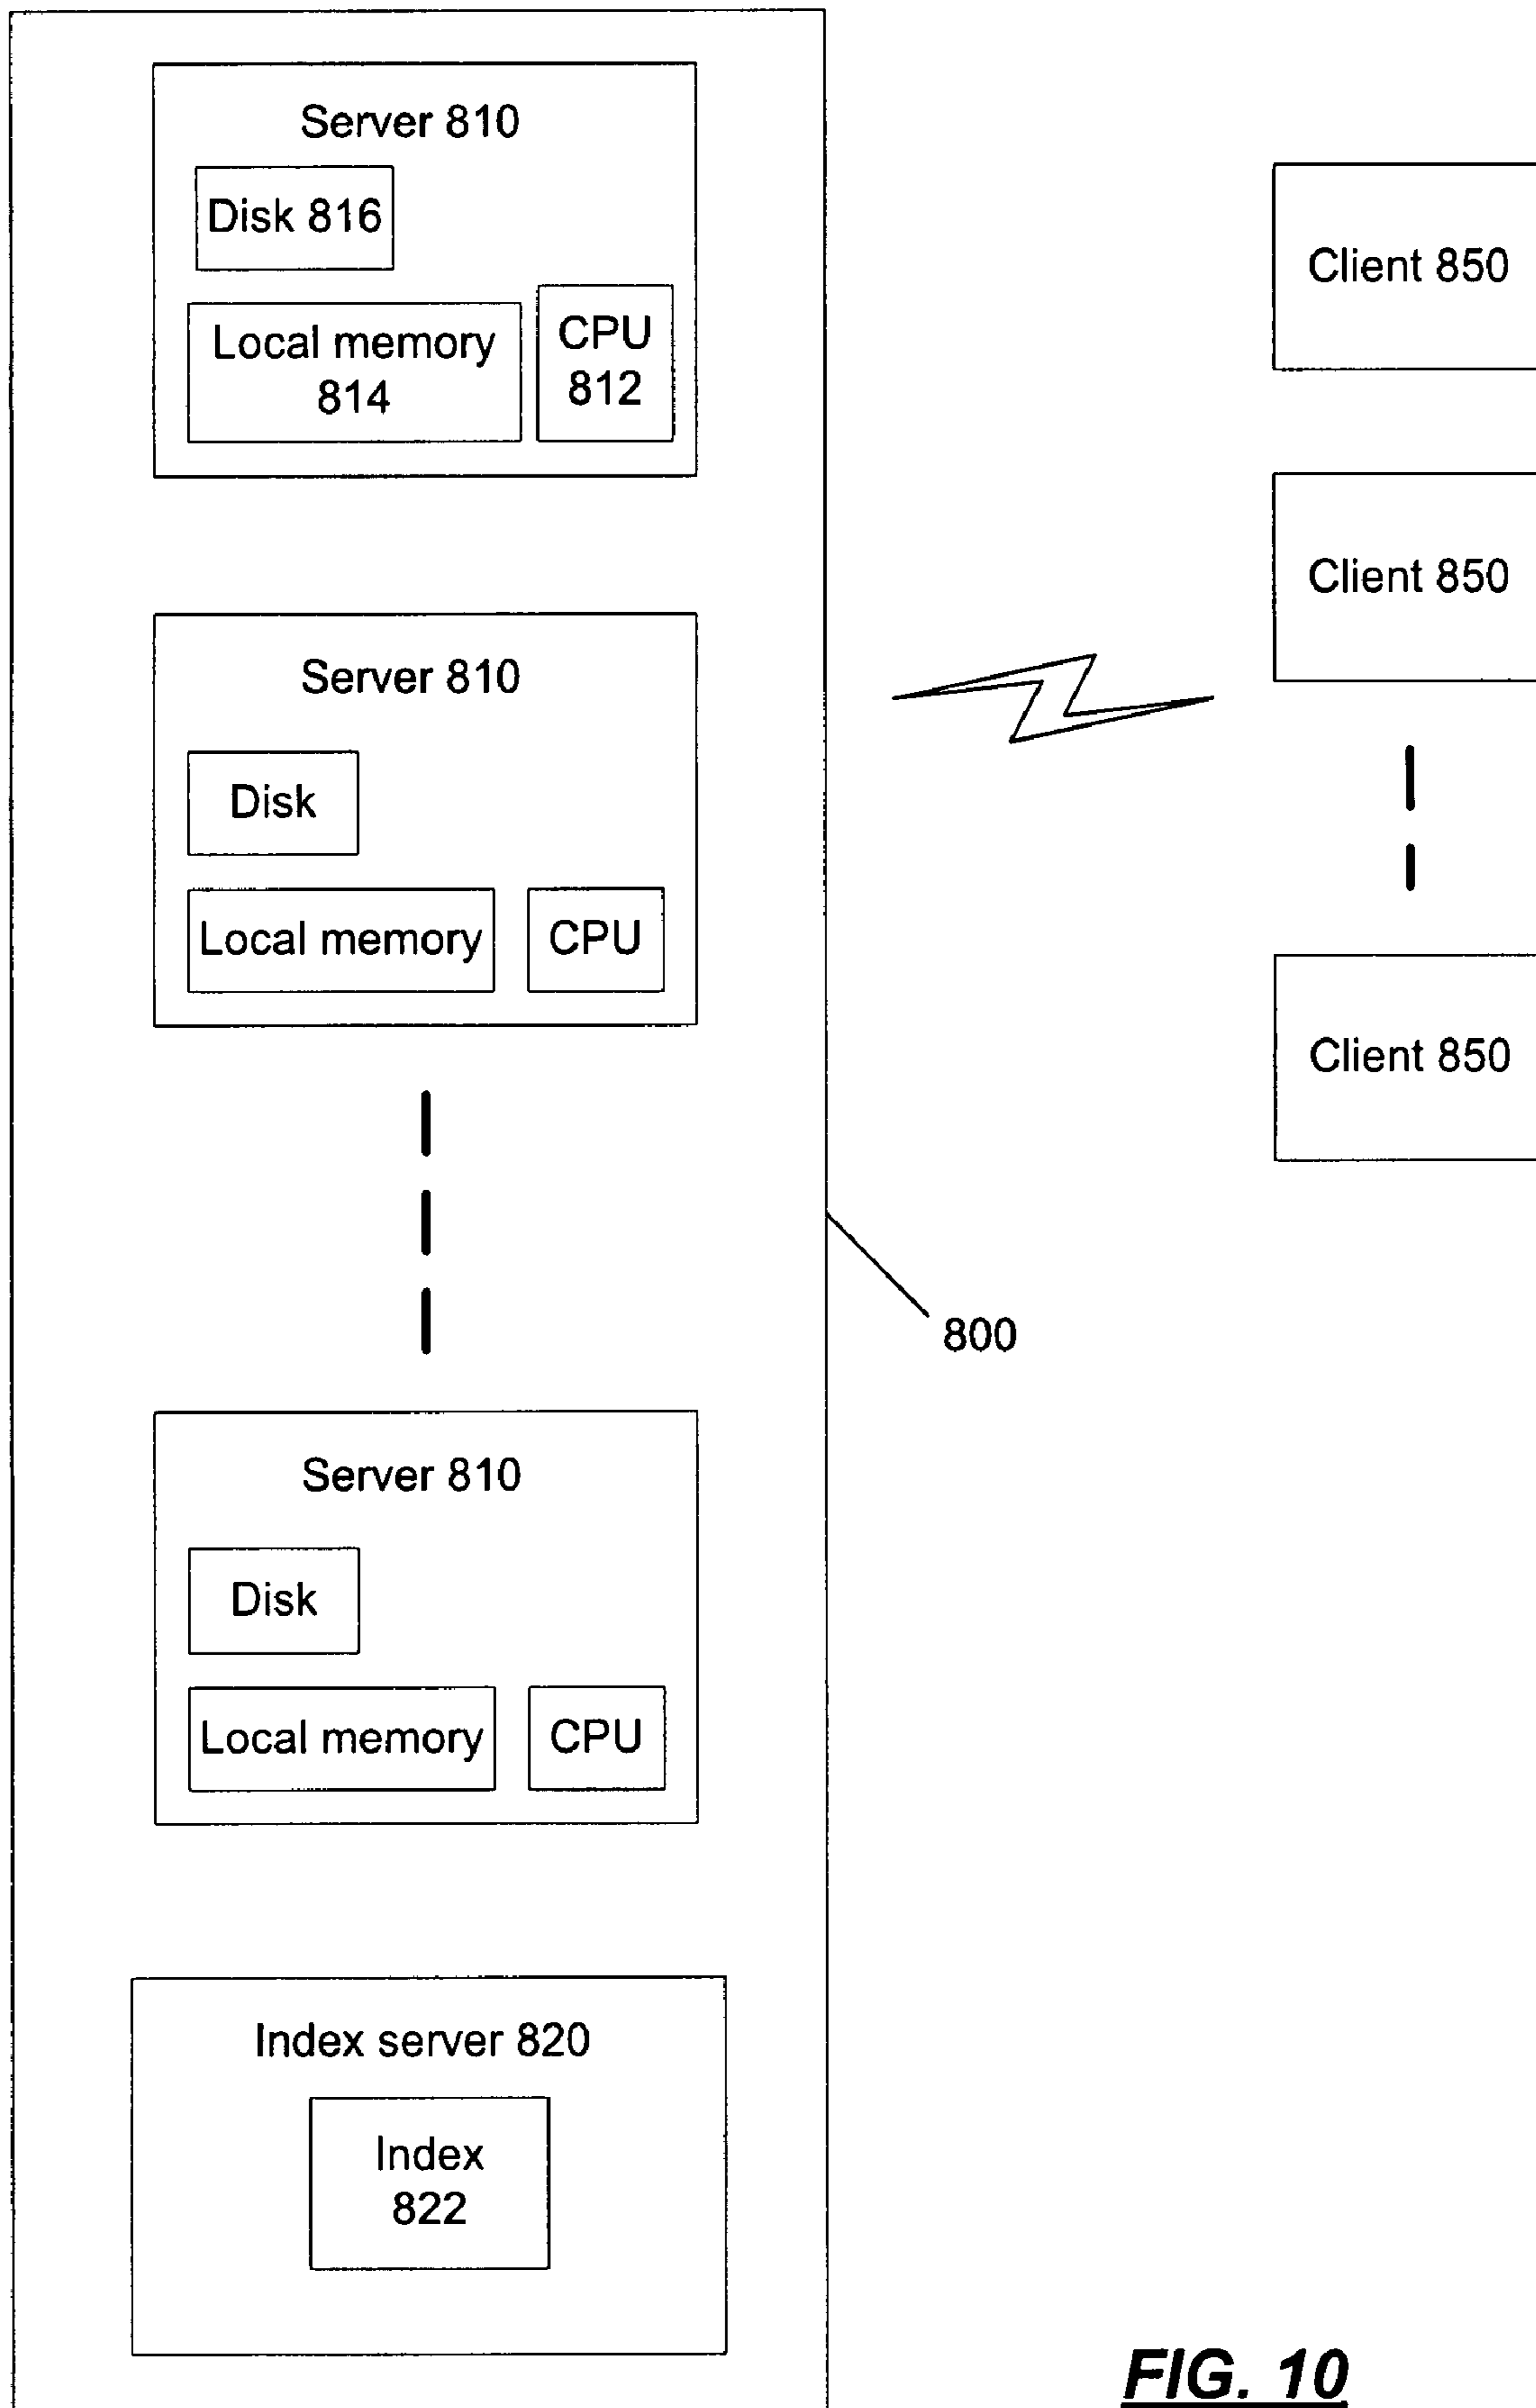 Server 810
Disk 816
Local memory
814
CPU
812
Server 810
Disk
Local memory
CPU
Server 810
Disk
Local memory
CPU
Index server 820
Index
822
800
Client 850
Client 850
Client 850
FIG. 10